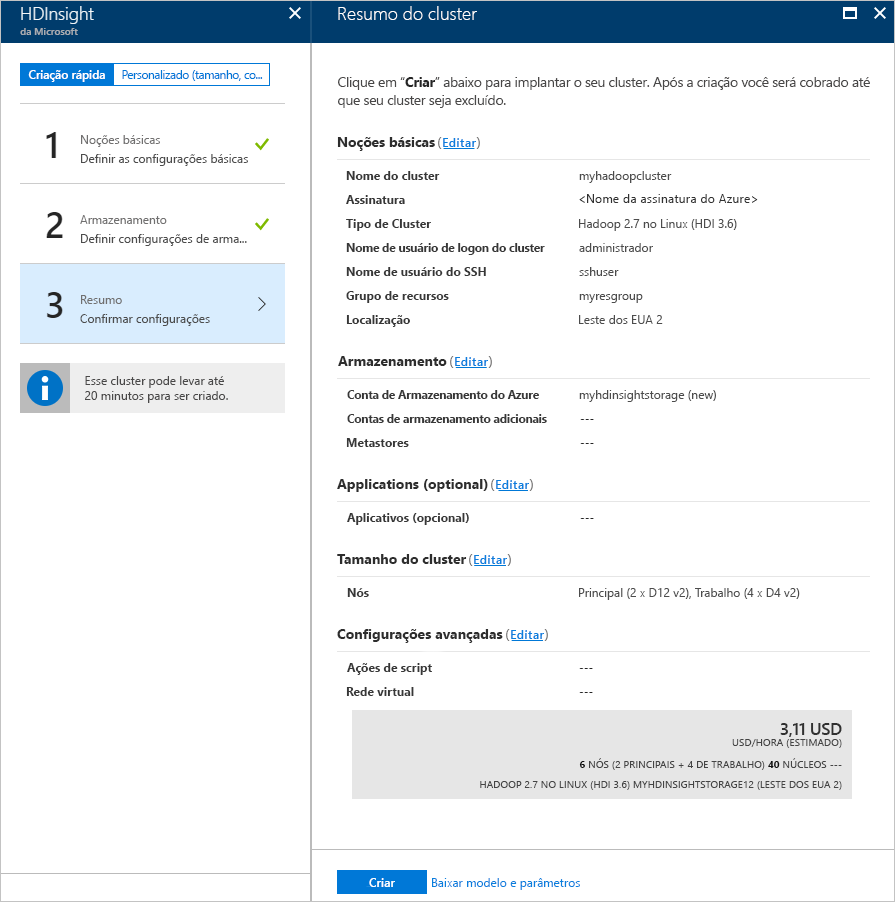 HDInsight
da Microsoft
Criação rápida
Personalizado (tamanho, co...
1
Noções básicas
Definir as configurações básicas
2
Armazenamento
Definir configurações de arma...
3
Resumo
Confirmar configurações
Esse cluster pode levar até
20 minutos para ser criado.
Resumo do cluster
Clique em “Criar” abaixo para implantar o seu cluster. Após a criação você será cobrado até
que seu cluster seja excluído.
Noções básicas (Editar)
Nome do cluster myhadoopcluster
Assinatura <Nome da assinatura do Azure>
Tipo de Cluster Hadoop 2.7 no Linux (HDI 3.6)
Nome de usuário de logon do cluster administrador
Nome de usuário do SSH sshuser
Grupo de recursos myresgroup
Localização Leste dos EUA 2
Armazenamento (Editar)
Conta de Armazenamento do Azure myhdinsightstorage (new)
Contas de armazenamento adicionais ---
Metastores ---
Applications (optional) (Editar)
Aplicativos (opcional) ---
Tamanho do cluster (Editar)
Nós Principal (2 x D12 v2), Trabalho (4 x D4 v2)
Configurações avançadas (Editar)
Ações de script ---
Rede virtual ---
3,11 USD
USD/HORA (ESTIMADO)
6 NÓS (2 PRINCIPAIS + 4 DE TRABALHO) 40 NÚCLEOS ---
HADOOP 2.7 NO LINUX (HDI 3.6) MYHDINSIGHTSTORAGE12 (LESTE DOS EUA 2)
Criar
Baixar modelo e parâmetros